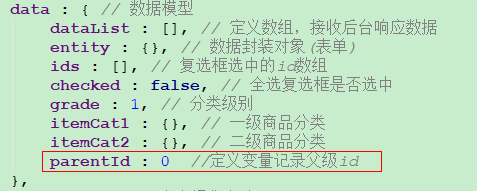 data : { // 数据模型
dataList : [], // 定义数组，接收后台响应数据
entity : {}, // 数据封装对象(表单)
ids : [], // 复选框选中的id数组
checked : false, // 全选复选框是否选中
grade : 1, // 分类级别
itemCat1 : {}, // 一级商品分类
itemCat2 : {}, // 二级商品分类
parentId : 0 //定义变量记录父级id
},